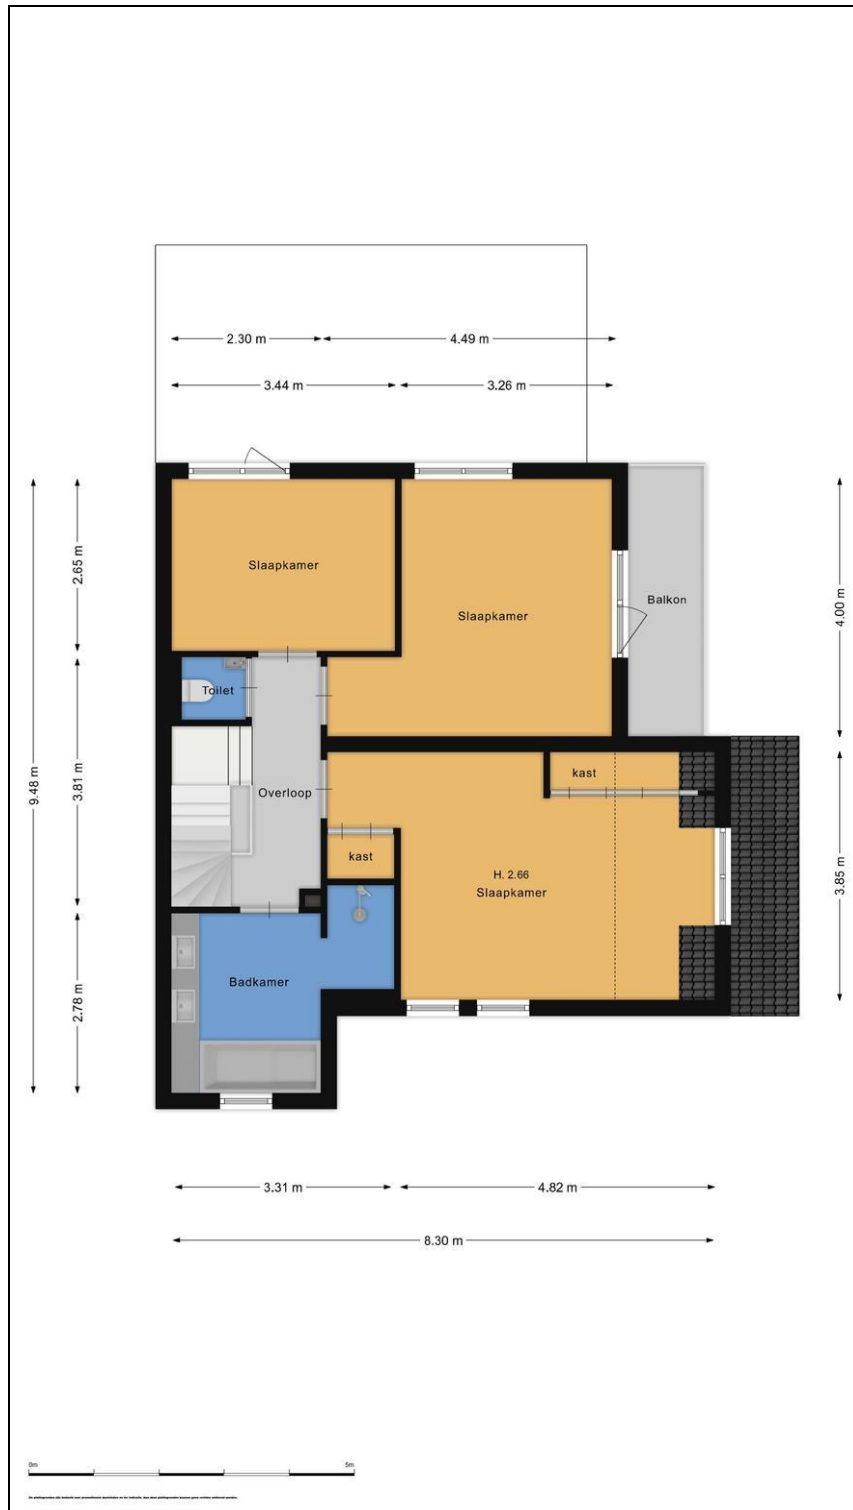 2.30 m
4.49 m
3.44 m
3.26 m
Slaapkamer
Slaapkamer
Balkon
2.65 m
4.00 m
Toilet
9.48 m
3.81 m
Overloop
kast
kast
H. 2.66
Slaapkamer
3.85 m
Badkamer
2.78 m
3.31 m
4.82 m
8.30 m
0m
5m